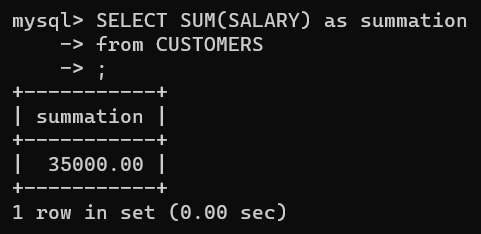 mysql> SELECT SUM(SALARY) as summation
    -> from CUSTOMERS
    -> ;
+-----------+
| summation |
+-----------+
|  35000.00 |
+-----------+
1 row in set (0.00 sec)